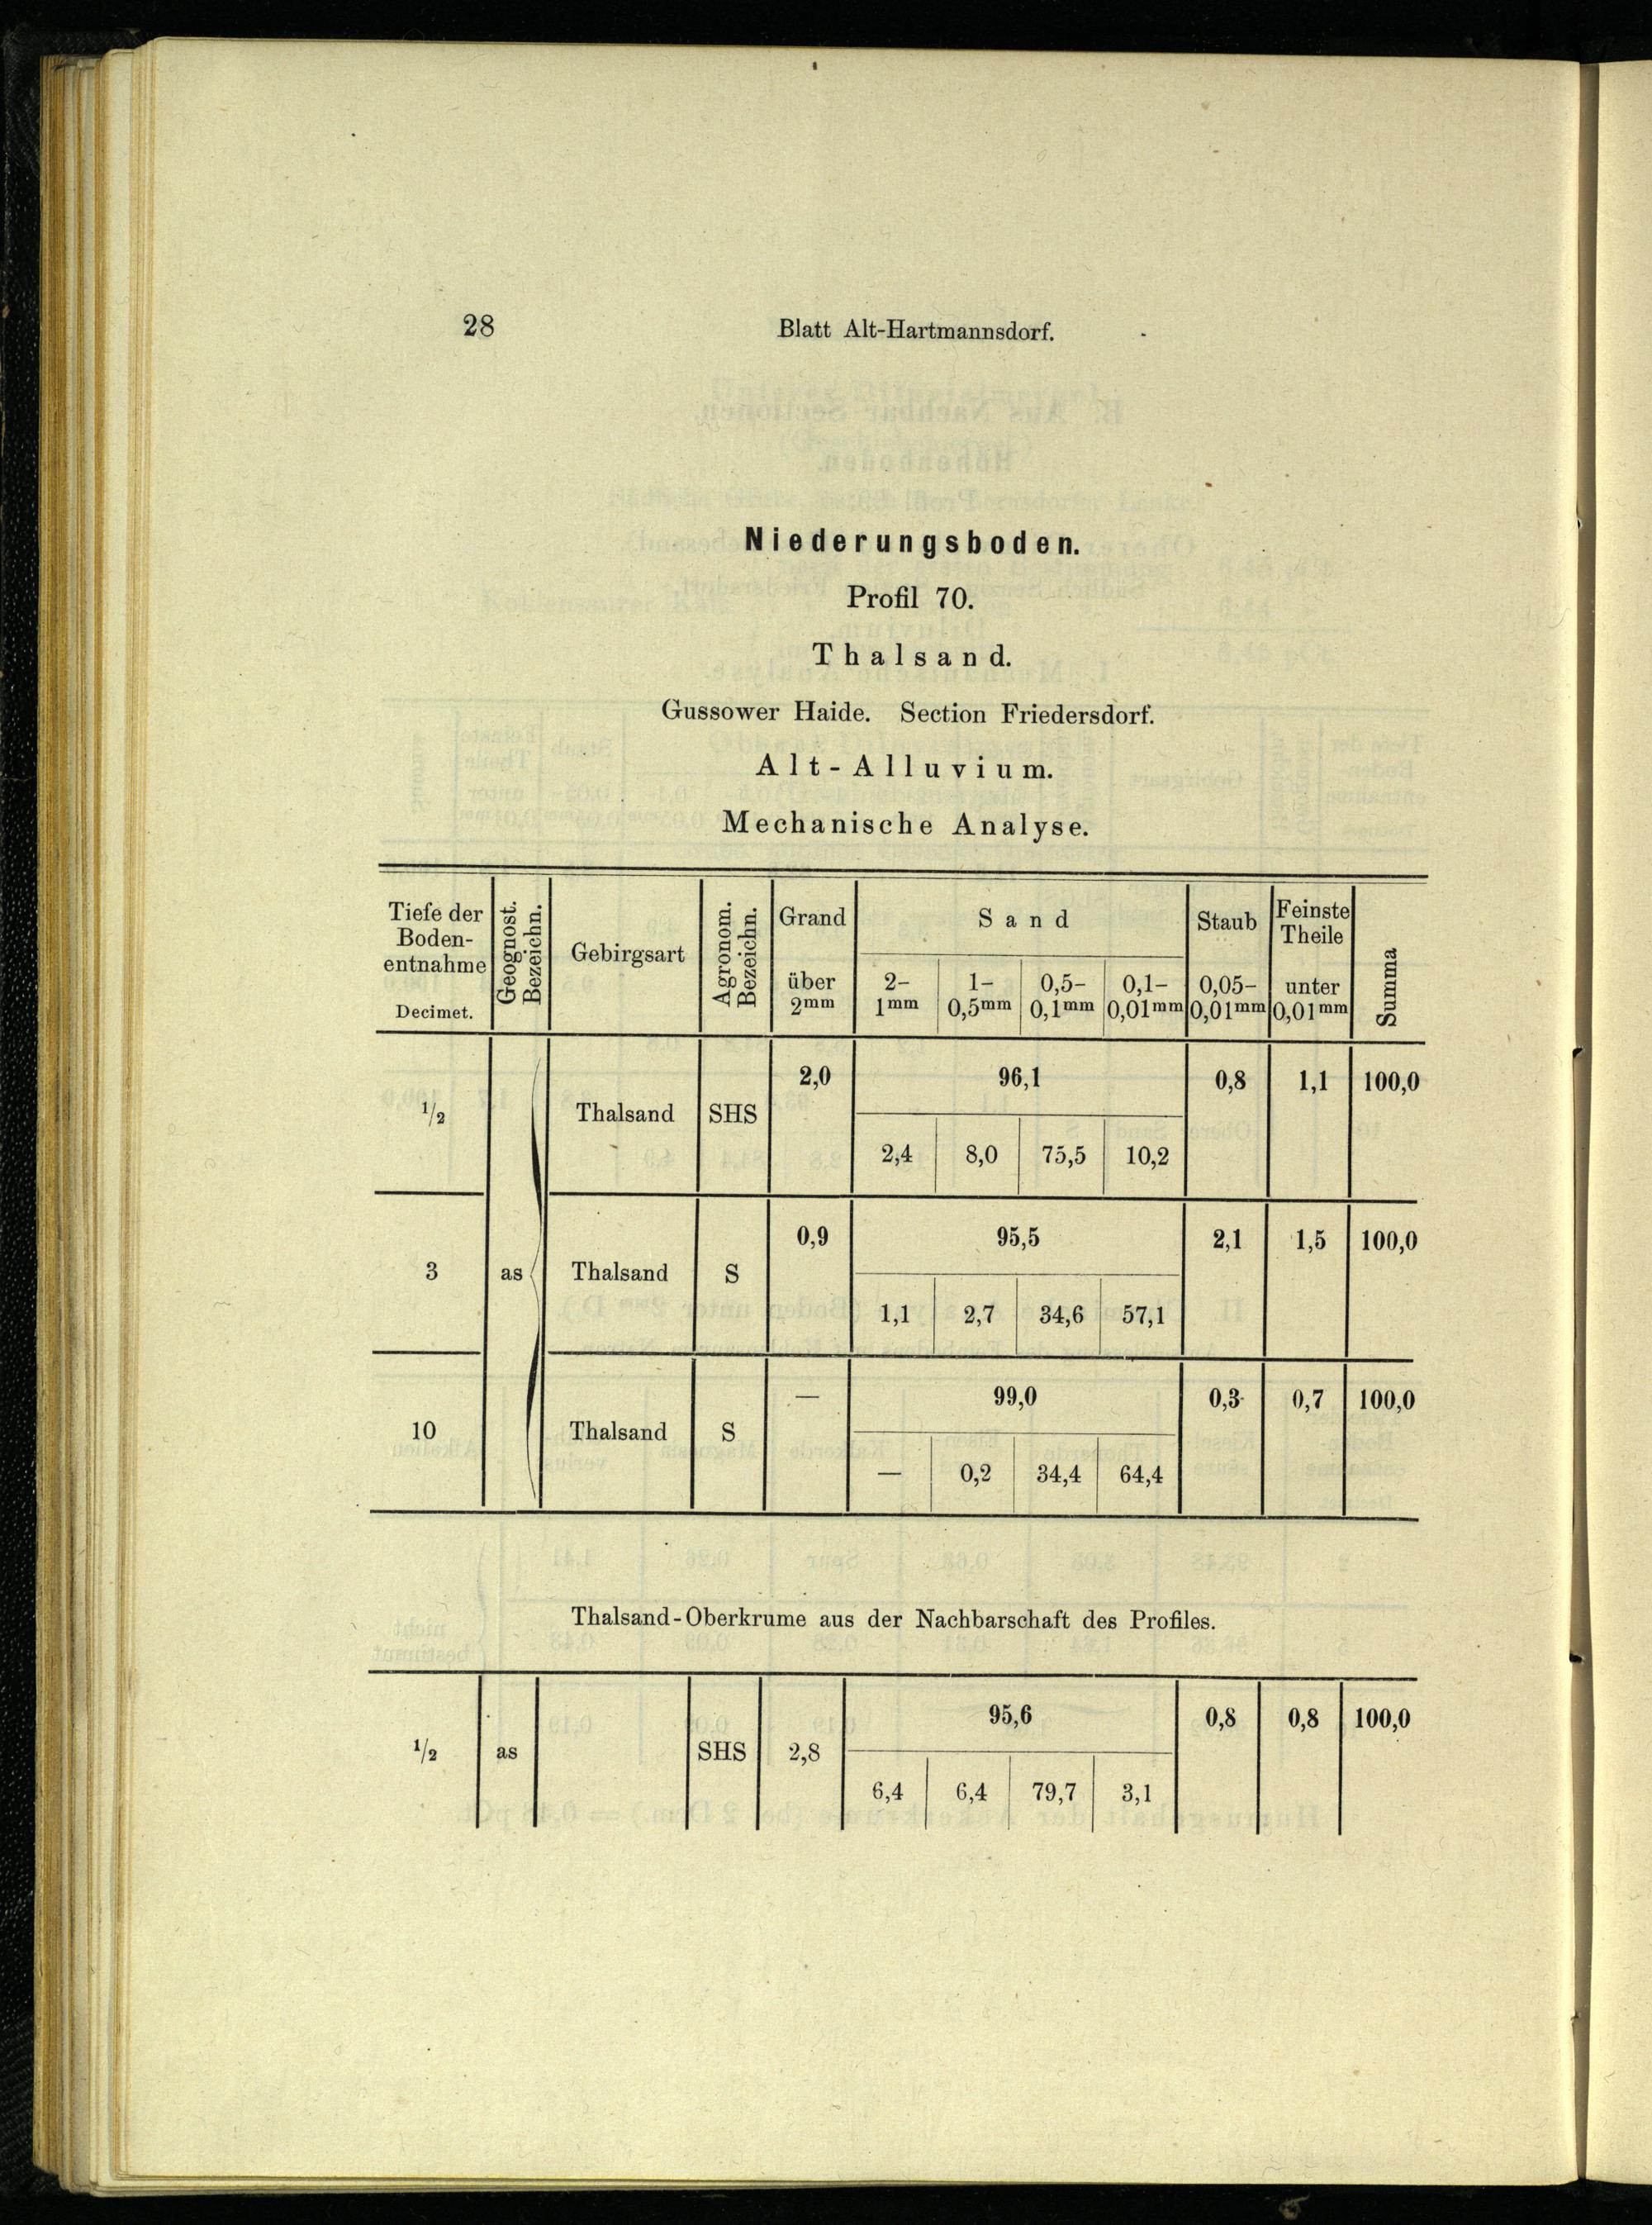 28 Blatt Alt-Hartmannsdorf.
Niederungsboden.
Profil 70.
Thalsand.
Gussower Haide. Section Friedersdorf.
Alt-Alluvium.
Mechanische Analyse.
Tiefe der Boden-entnahme Decimet. Geognost. Bezeichn. Gebirgsart Agronom. Bezeichn. Grand über 2mm Sand 2-1mm 1-0,5mm 0,5-0,1mm 0,1-0,01mm Staub 0,05-0,01mm Feinste Theile unter 0,01mm Summa
2,0 96,1 0,8 1,1 100,0
1/2 Thalsand SHS
2,4 8,0 75,5 10,2
0,9 95,5 2,1 1,5 100,0
3 as Thalsand S
1,1 2,7 34,6 57,1
— 99,0 0,3 0,7 100,0
10 Thalsand S
— 0,2 34,4 64,4
Thalsand-Oberkrume aus der Nachbarschaft des Profiles.
95,6 0,8 0,8 100,0
1/2 as SHS 2,8
6,4 6,4 79,7 3,1